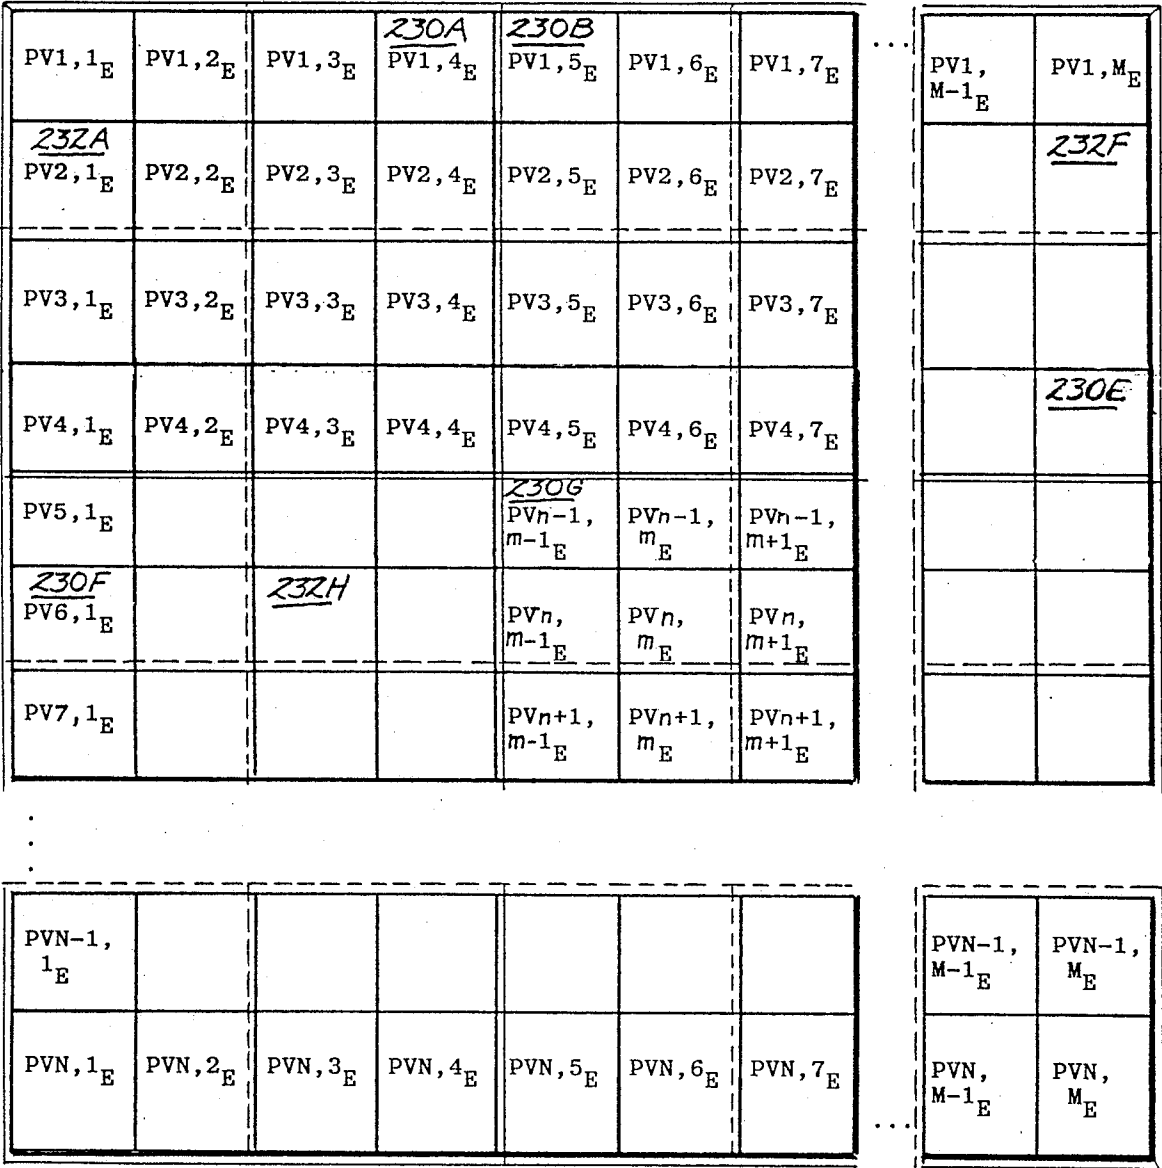 230A 230B
PV1,1E PV1,2E PV1,3E PV1,4E PV1,5E PV1,6E PV1,7E ... PV1, PV1,ME
M-1E
232A 232F
PV2,1E PV2,2E PV2,3E PV2,4E PV2,5E PV2,6E PV2,7E
PV3,1E PV3,2E PV3,3E PV3,4E PV3,5E PV3,6E PV3,7E
230E
PV4,1E PV4,2E PV4,3E PV4,4E PV4,5E PV4,6E PV4,7E
230G
PV5,1E PVn-1, PVn-1, PVn-1,
m-1E mE m+1E
230F 232H
PV6,1E PVn, PVn, PVn,
m-1E mE m+1E
PV7,1E PVn+1, PVn+1, PVn+1,
m-1E mE m+1E
.
.
.
PVN-1, PVN-1, PVN-1,
1E M-1E ME
PVN,1E PVN,2E PVN,3E PVN,4E PVN,5E PVN,6E PVN,7E PVN, PVN,
M-1E ME
...